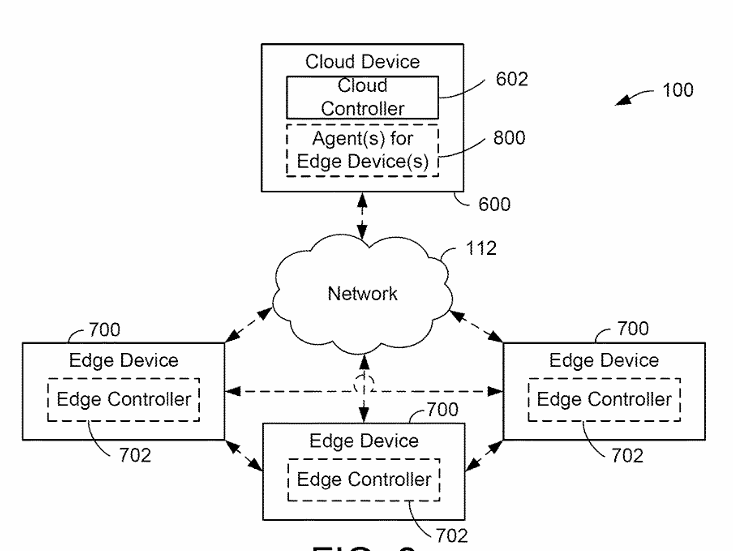 Cloud Device
Cloud
Controller
602
100
Agent(s) for
Edge Device(s)
800
600
112
Network
700
Edge Device
Edge Controller
702
700
Edge Device
Edge Controller
702
700
Edge Device
Edge Controller
702